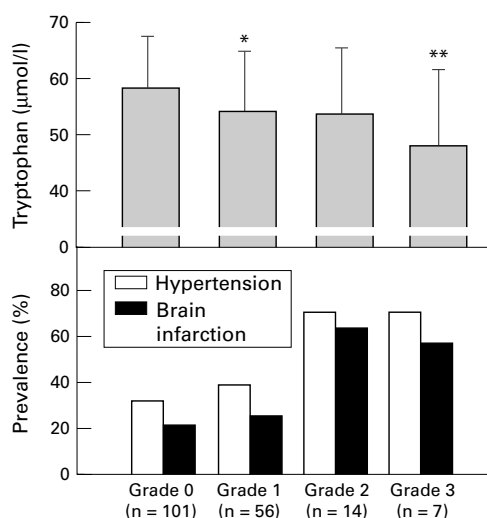 Tryptophan (μmol/l)
70
60
50
40
0
*
**
Prevalence (%)
80
60
40
20
0
Hypertension
Brain
infarction
Grade 0
(n = 101)
Grade 1
(n = 56)
Grade 2
(n = 14)
Grade 3
(n = 7)